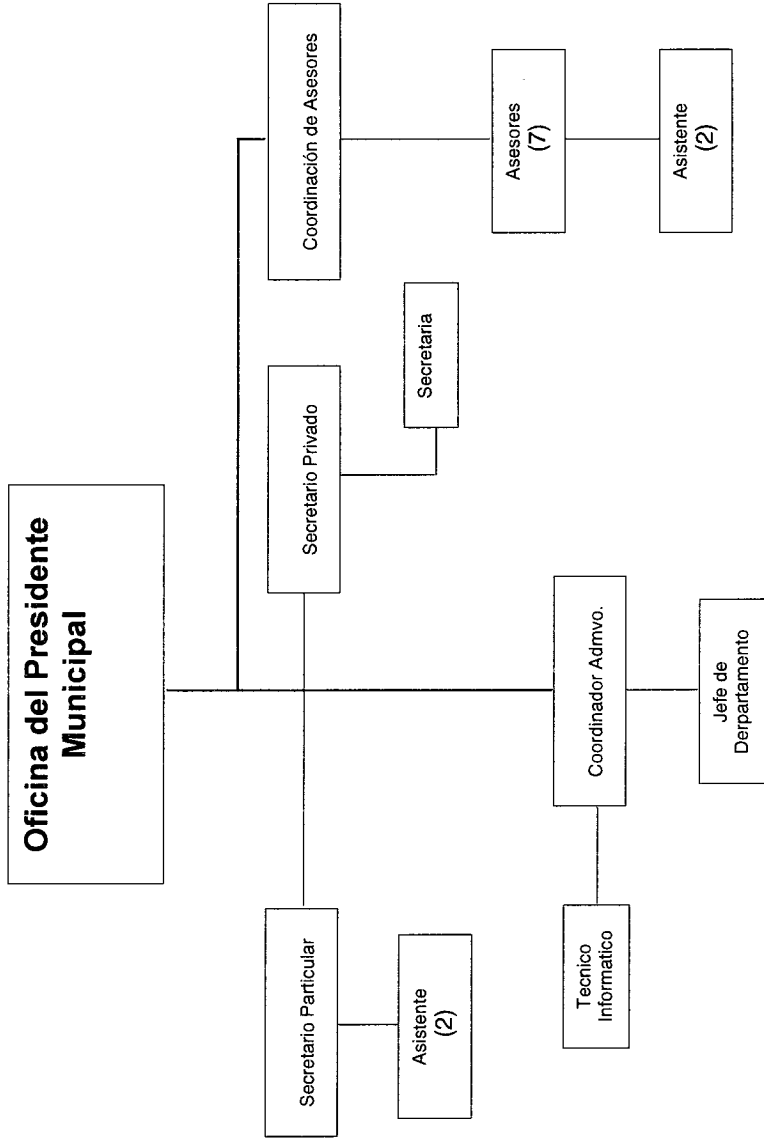 Oficina del Presidente
Municipal
Secretario Particular
Secretario Privado
Coordinación de Asesores
Asistente
(2)
Secretaria
Asesores
(7)
Tecnico
Informatico
Coordinador Admvo.
Asistente
(2)
Jefe de
Derpartamento